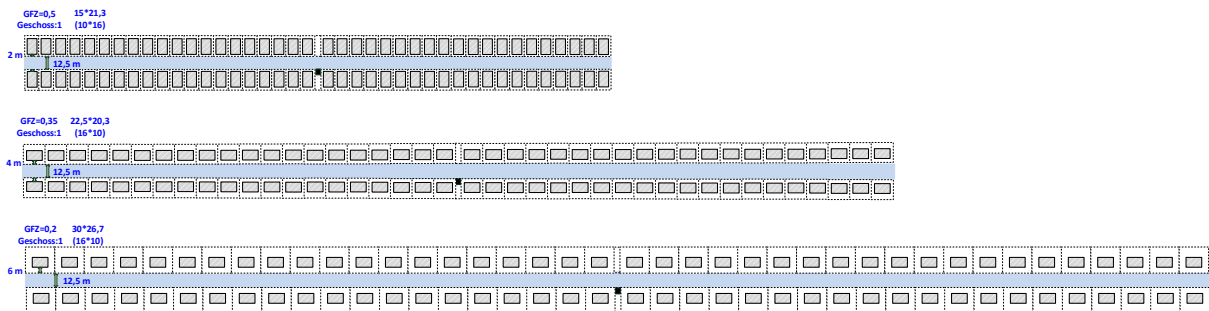 GFZ=0,5 15*21,3
Geschoss:1 (10*16)
2 m
12,5 m
GFZ=0,35 22,5*20,3
Geschoss:1 (16*10)
4 m
12,5 m
GFZ=0,2 30*26,7
Geschoss:1 (16*10)
6 m
12,5 m